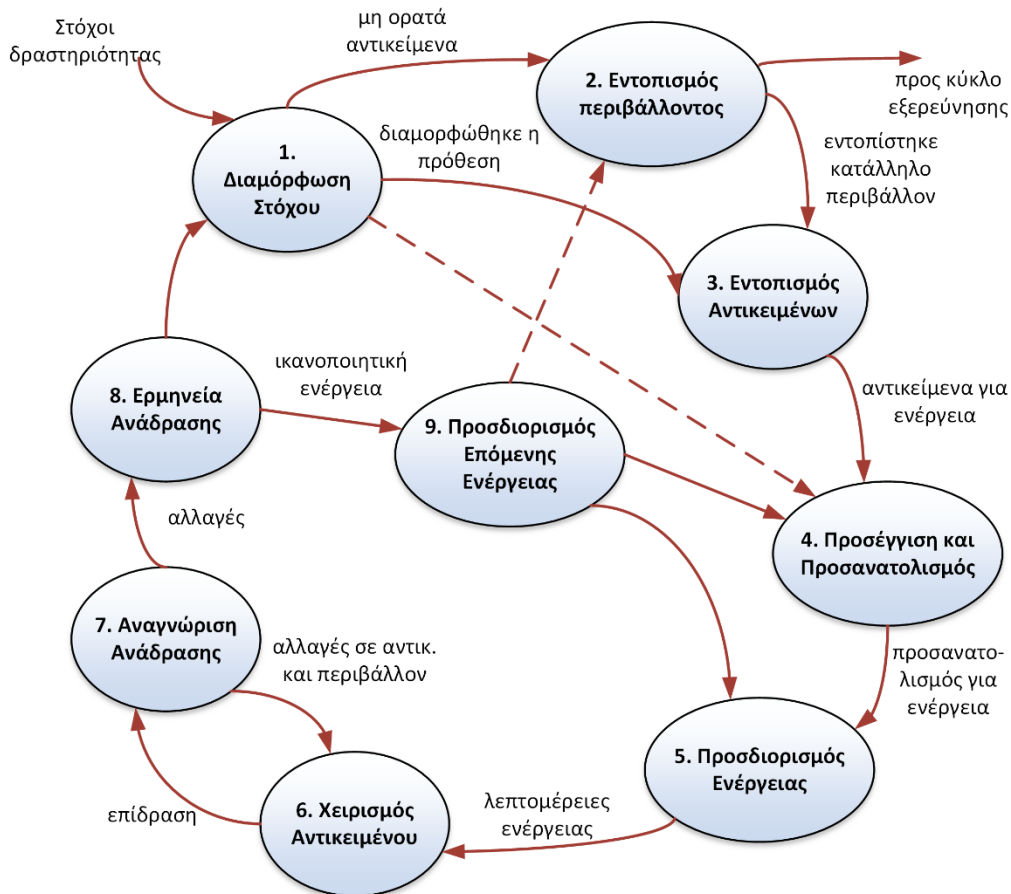 Στόχοι
δραστηριότητας
μη ορατά
αντικείμενα
2. Εντοπισμός
περιβάλλοντος
προς κύκλο
εξερεύνησης
1.
Διαμόρφωση
Στόχου
διαμορφώθηκε η
πρόθεση
εντοπίστηκε
κατάλληλο
περιβάλλον
3. Εντοπισμός
Αντικειμένων
8. Ερμηνεία
Ανάδρασης
ικανοποιητική
ενέργεια
9. Προσδιορισμός
Επόμενης
Ενέργειας
αντικείμενα για
ενέργεια
4. Προσέγγιση και
Προσανατολισμός
αλλαγές
7. Αναγνώριση
Ανάδρασης
αλλαγές σε αντικ.
και περιβάλλον
προσανατο-
λισμός για
ενέργεια
5. Προσδιορισμός
Ενέργειας
επίδραση
6. Χειρισμός
Αντικειμένου
λεπτομέρειες
ενέργειας